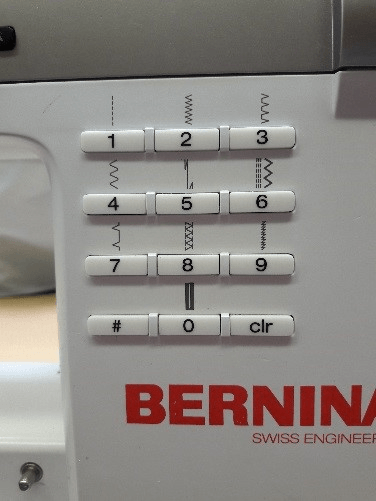 1 2 3
4 5 6
7 8 9
# 0 clr
BERNINA
SWISS ENGINEER